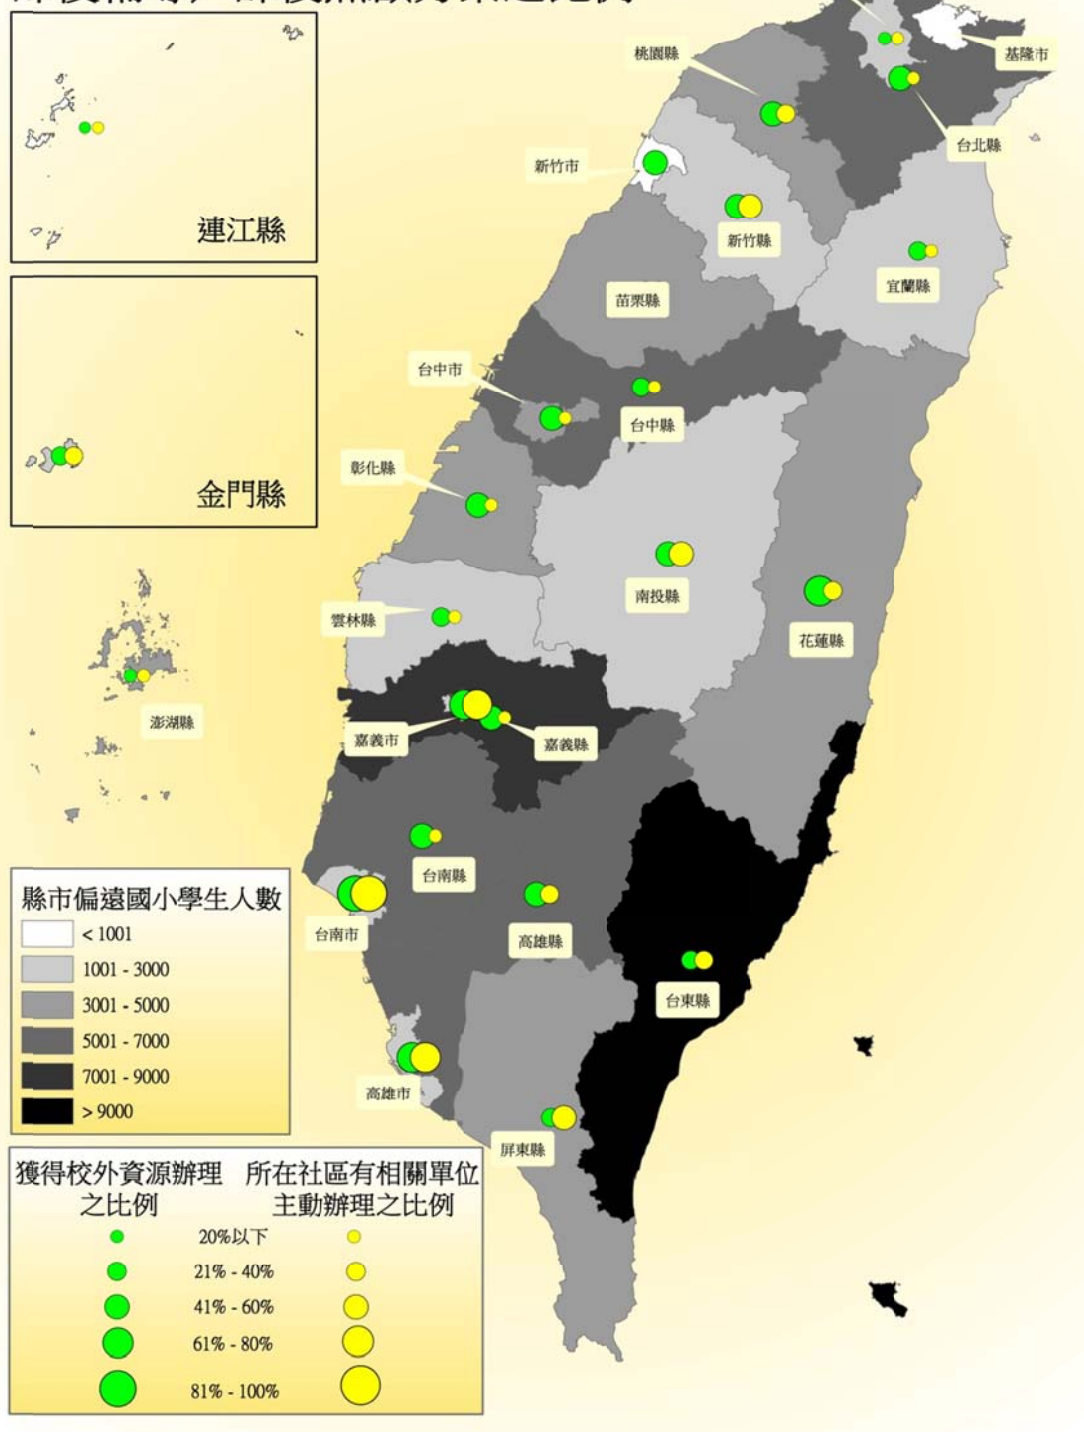 連江縣
金門縣
桃園縣
基隆市
台北縣
新竹市
新竹縣
宜蘭縣
苗栗縣
台中市
台中縣
彰化縣
南投縣
花蓮縣
雲林縣
澎湖縣
嘉義市
嘉義縣
台南縣
台南市
高雄縣
台東縣
高雄市
屏東縣
縣市偏遠國小學生人數
< 1001
1001 - 3000
3001 - 5000
5001 - 7000
7001 - 9000
> 9000
獲得校外資源辦理之比例
所在社區有相關單位主動辦理之比例
20%以下
21% - 40%
41% - 60%
61% - 80%
81% - 100%